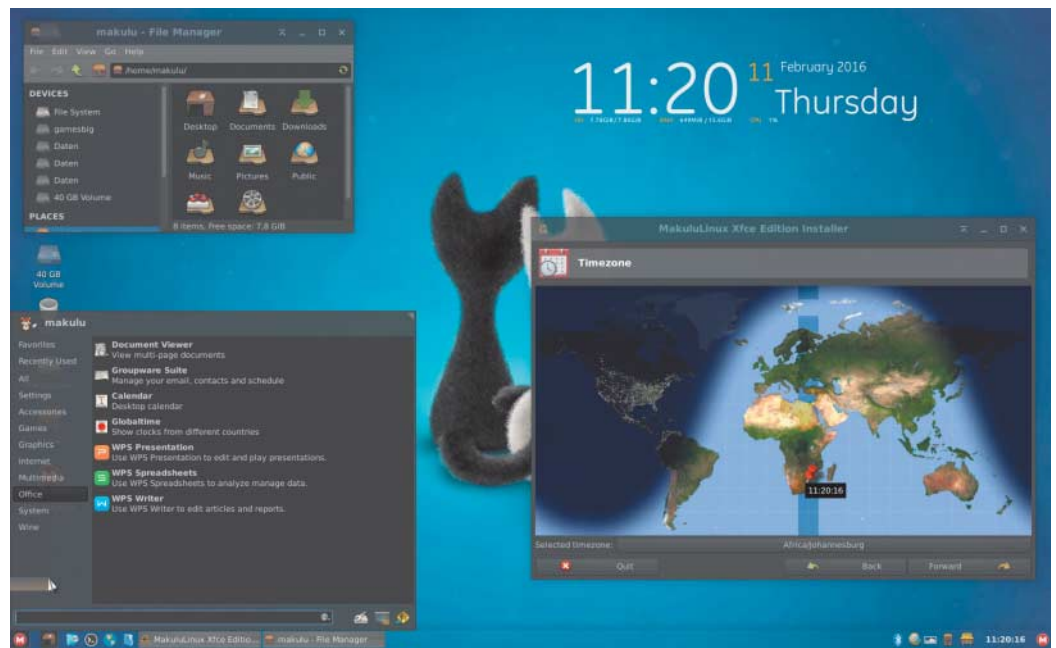 makulu - File Manager
File Edit View Go Help
/home/makulu/
DEVICES
File System
gamesbig
Daten
Daten
Daten
40 GB Volume
PLACES
Desktop Documents Downloads
Music Pictures Public
8 items, free space: 7,8 GiB
11:20 11 February 2016
Thursday
40 GB
Volume
makulu
Favorites
Recently Used
All
Settings
Accessories
Games
Graphics
Internet
Multimedia
Office
System
Wine
Document Viewer
View multi-page documents
Groupware Suite
Manage your email, contacts and schedule
Calendar
Desktop calendar
Globaltime
Show clocks from different countries
WPS Presentation
Use WPS Presentation to edit and play presentations.
WPS Spreadsheets
Use WPS Spreadsheets to analyze manage data.
WPS Writer
Use WPS Writer to edit articles and reports.
MakuluLinux Xfce Edition Installer
Timezone
11:20:16
Selected timezone: Africa/Johannesburg
Quit Back Forward
MakuluLinux Xfce Editio... makulu - File Manager 11:20:16